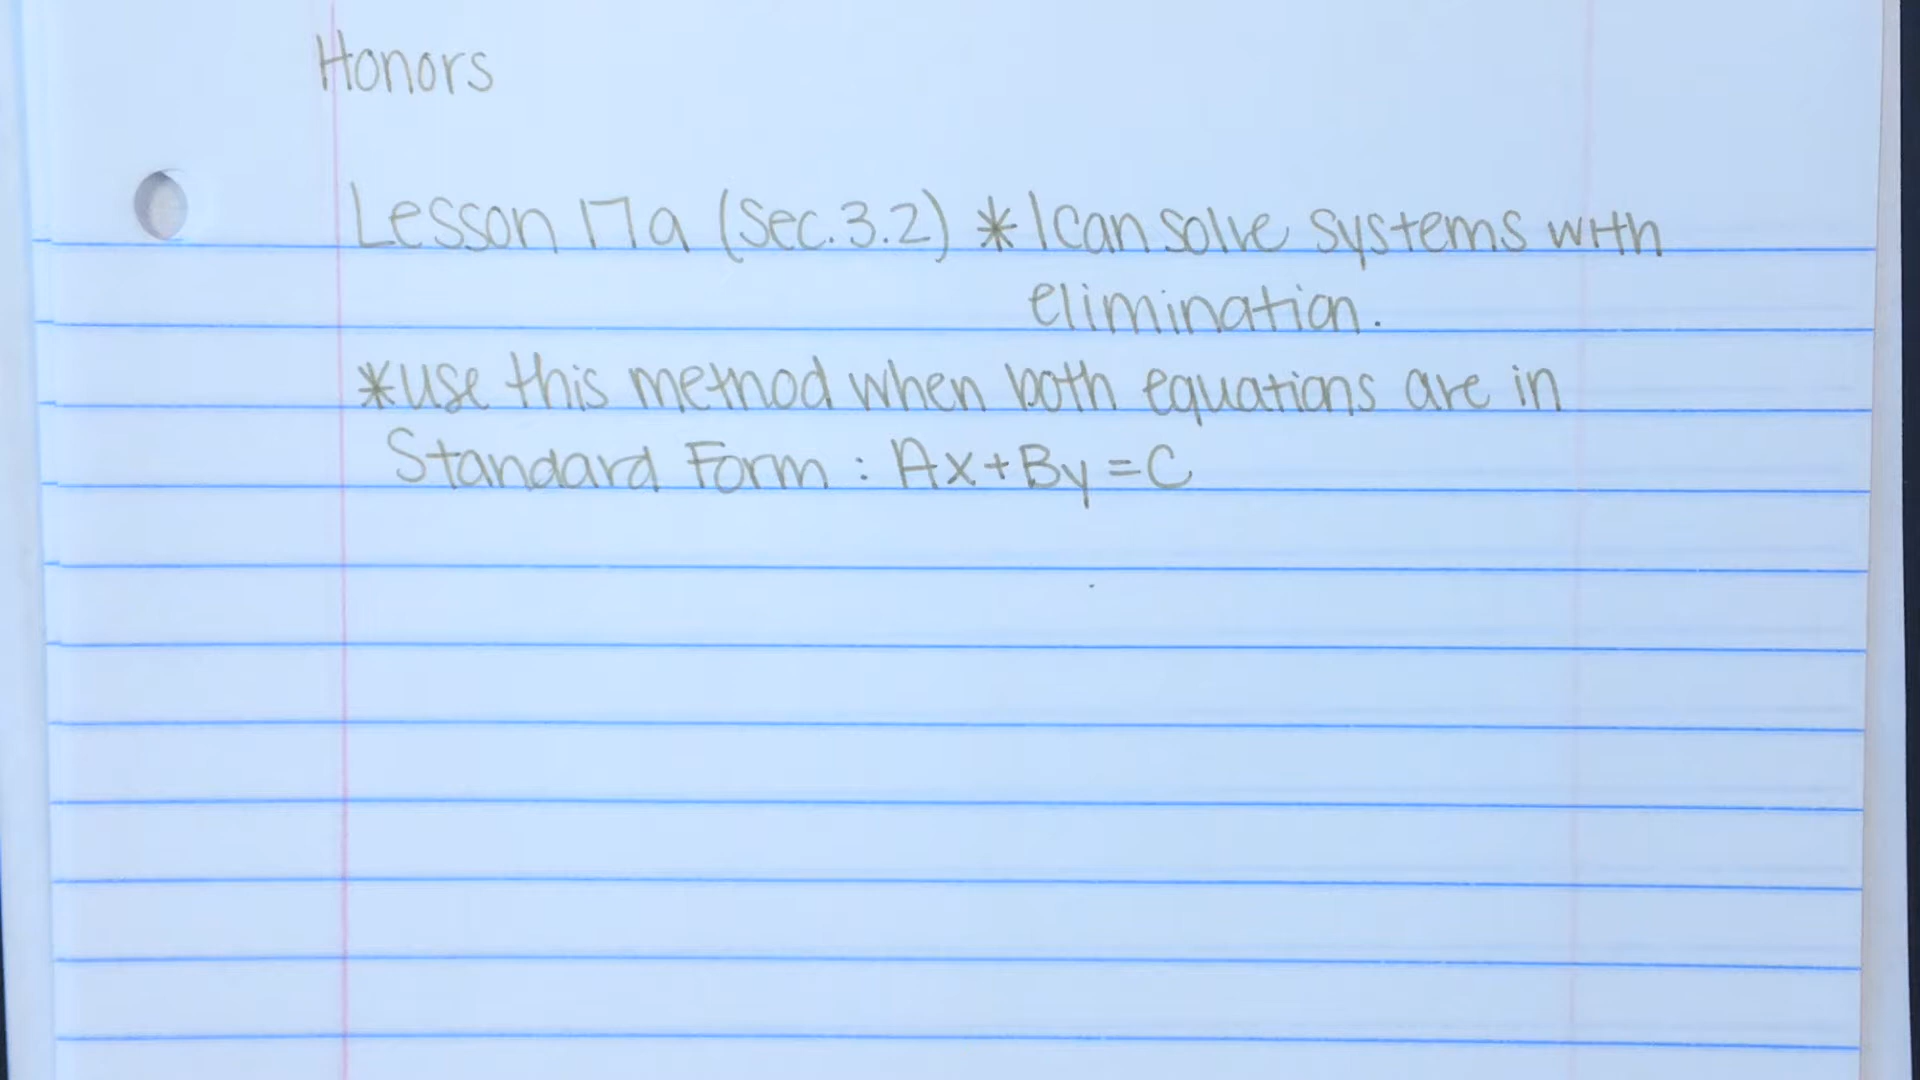 Honors
Lesson 17a (Sec. 3.2) * I can solve systems with
elimination.
* use this method when both equations are in
Standard Form : Ax + By = C